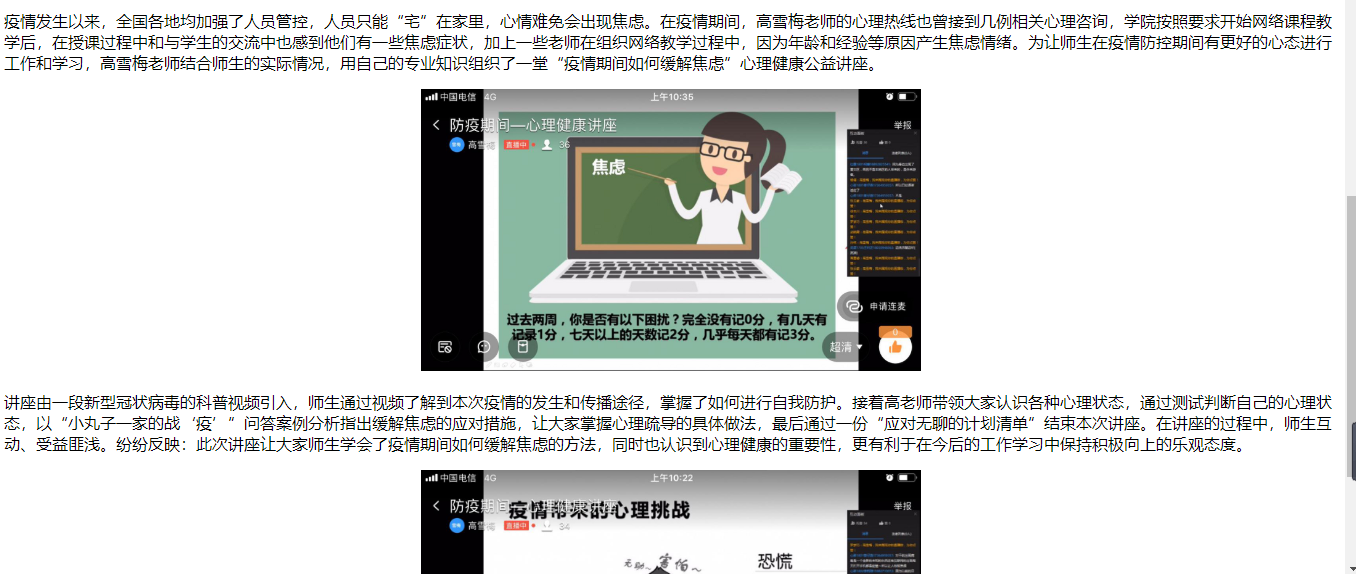 疫情发生以来，全国各地均加强了人员管控，人员只能“宅”在家里，心情难免会出现焦虑。在疫情期间，高雪梅老师的心理热线也曾接到几例相关心理咨询，学院按照要求开始网络课程教
学后，在授课过程中和与学生的交流中也感到他们有一些焦虑症状，加上一些老师在组织网络教学过程中，因为年龄和经验等原因产生焦虑情绪。为让师生在疫情防控期间有更好的心态进行
工作和学习，高雪梅老师结合师生的实际情况，用自己的专业知识组织了一堂“疫情期间如何缓解焦虑”心理健康公益讲座。
中国电信 4G 上午10:35
防疫期间—心理健康讲座 举报
高雪梅 直播中 36
焦虑
申请连麦
过去两周，你是否有以下困扰？完全没有记0分，有几天有
记录1分，七天以上的天数记2分，几乎每天都有记3分。
超清
讲座由一段新型冠状病毒的科普视频引入，师生通过视频了解到本次疫情的发生和传播途径，掌握了如何进行自我防护。接着高老师带领大家认识各种心理状态，通过测试判断自己的心理状
态，以“小丸子一家的战‘疫’”问答案例分析指出缓解焦虑的应对措施，让大家掌握心理疏导的具体做法，最后通过一份“应对无聊的计划清单”结束本次讲座。在讲座的过程中，师生互
动、受益匪浅。纷纷反映：此次讲座让大家师生学会了疫情期间如何缓解焦虑的方法，同时也认识到心理健康的重要性，更有利于在今后的工作学习中保持积极向上的乐观态度。
中国电信 4G 上午10:22
防疫期间—心理健康讲座 举报
疫情带来的心理挑战
高雪梅 直播中 34
无聊~ 害怕~ 恐慌